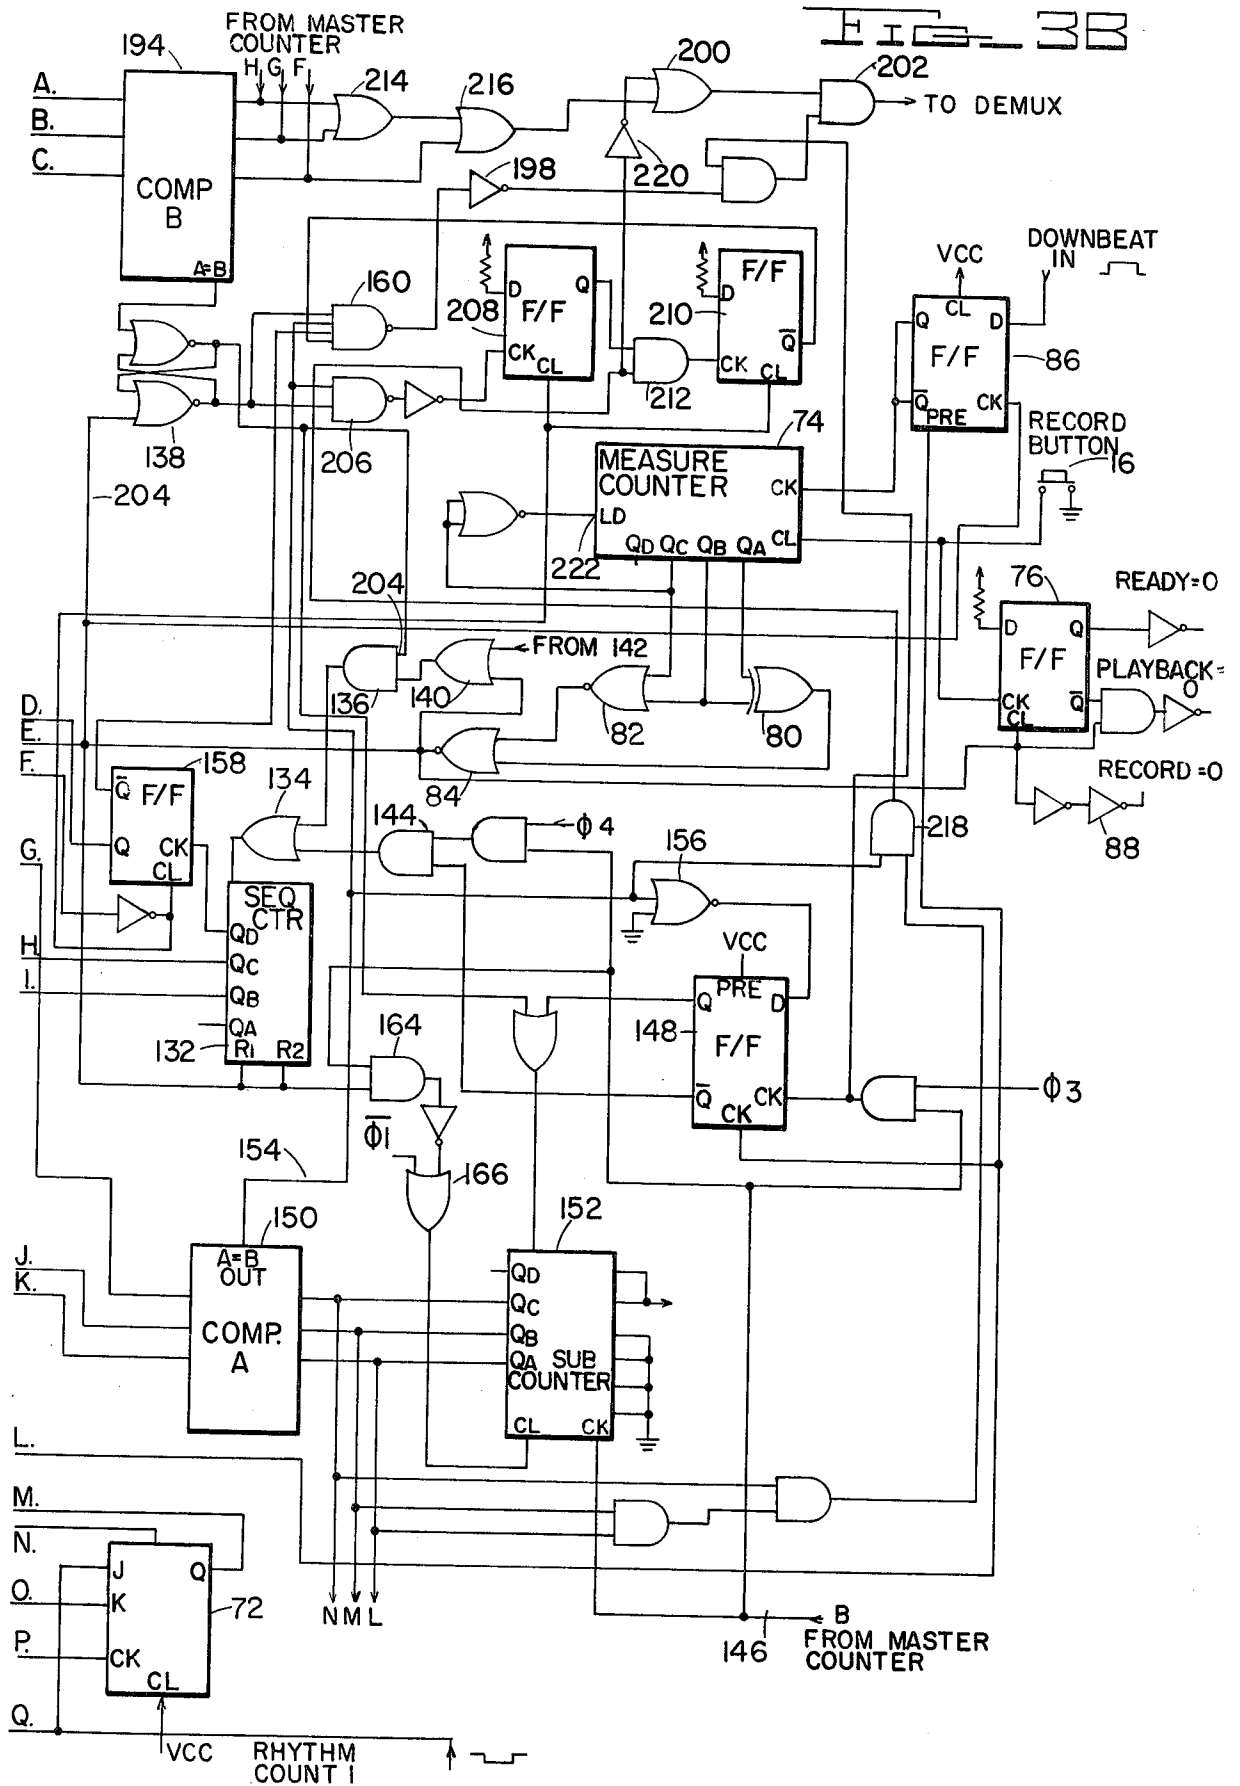 FIG. 3B
FROM MASTER
COUNTER
194
H G F
214
216
200
202
TO DEMUX
A.
B.
C.
COMP
B
A=B
198
220
DOWNBEAT
IN
VCC
160
208
D
F/F
Q
CK
CL
210
F/F
D
Q̅
CK
CL
212
CL
Q
D
F/F
Q̅
CK
PRE
86
138
206
204
74
MEASURE
COUNTER
CK
LD
CL
QD QC QB QA
222
RECORD
BUTTON
16
76
READY=0
D
Q
F/F
CK
Q̅
CL
PLAYBACK=
0
RECORD=0
88
204
FROM 142
136
140
82
80
84
D.
E.
F.
158
Q̅
F/F
Q
CK
CL
134
144
Φ4
156
218
G.
H.
I.
SEQ
CTR
QD
QC
QB
QA
R1 R2
132
164
VCC
PRE
Q
D
148
F/F
Q̅
CK
CK
Φ3
Φ̅1
166
154
150
A=B
OUT
COMP.
A
J.
K.
152
QD
QC
QB
QA
SUB
COUNTER
CL
CK
L.
M.
N.
O.
P.
Q.
J
Q
K
CK
CL
72
N M L
146
B
FROM MASTER
COUNTER
VCC
RHYTHM
COUNT 1